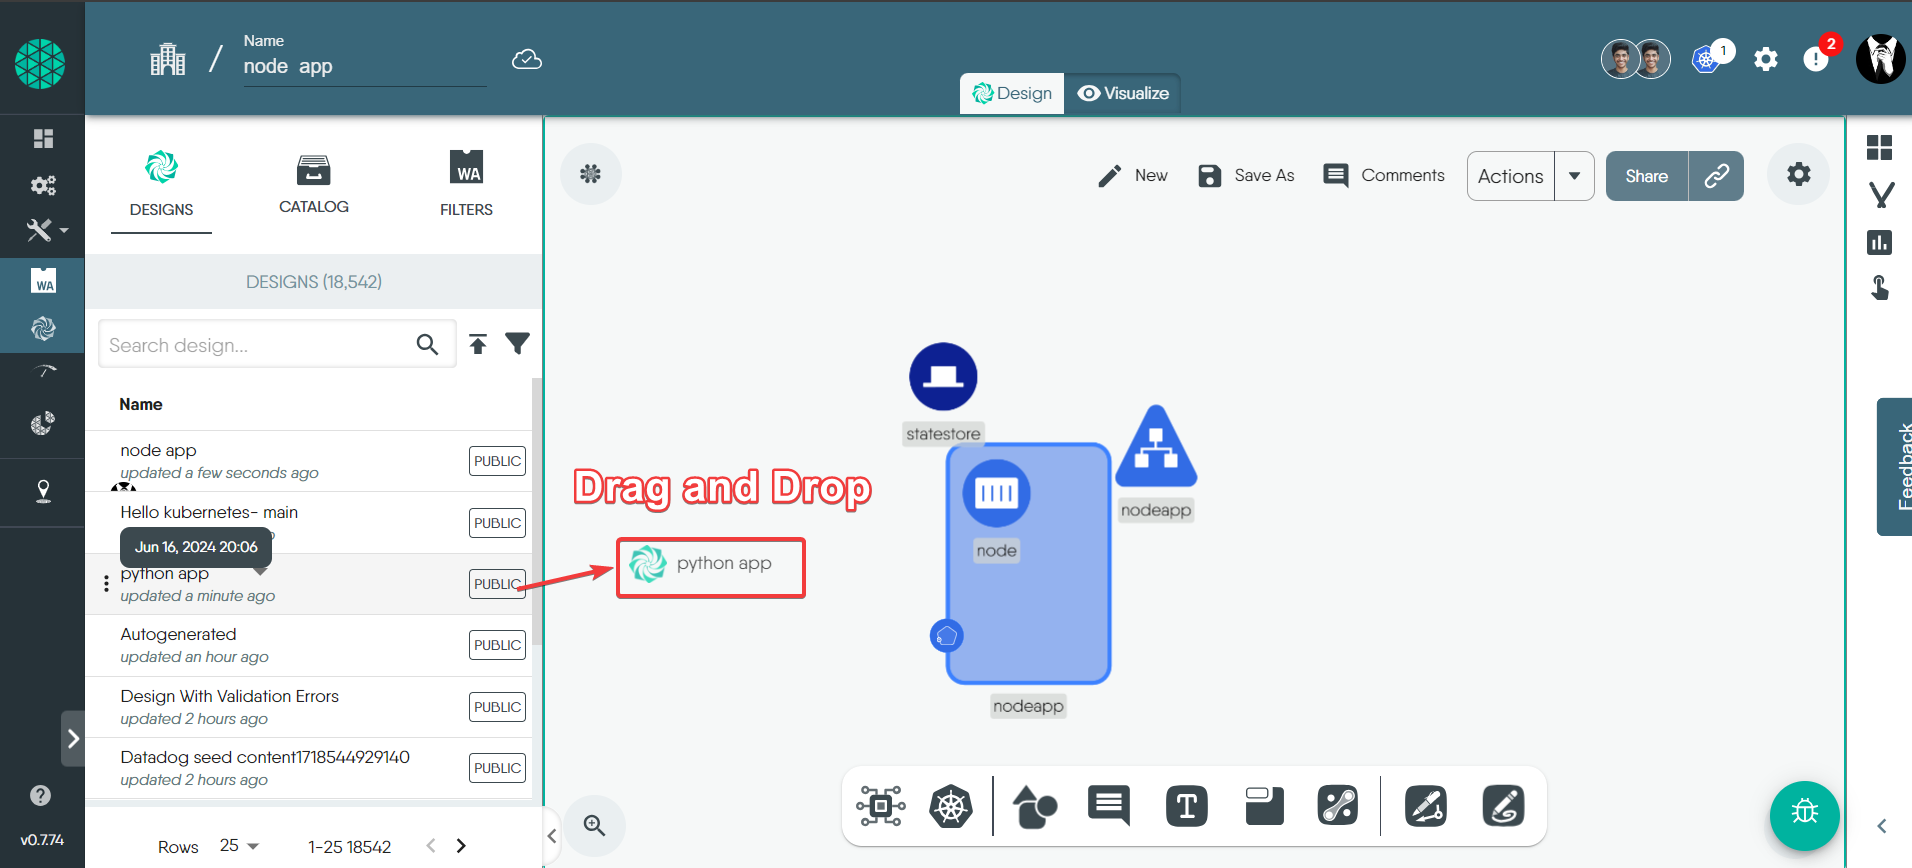 Name
node app
Design
Visualize
1
2
DESIGNS
CATALOG
WA
FILTERS
WA
DESIGNS (18,542)
Search design...
Name
node app
PUBLIC
updated a few seconds ago
Hello kubernetes- main
PUBLIC
Jun 16, 2024 20:06
python app
PUBLIC
updated a minute ago
Autogenerated
PUBLIC
updated an hour ago
Design With Validation Errors
PUBLIC
updated 2 hours ago
Datadog seed content1718544929140
PUBLIC
updated 2 hours ago
Rows 25 1-25 18542
v0.7.74
New
Save As
Comments
Actions
Share
statestore
Drag and Drop
python app
node
nodeapp
nodeapp
T
Feedback